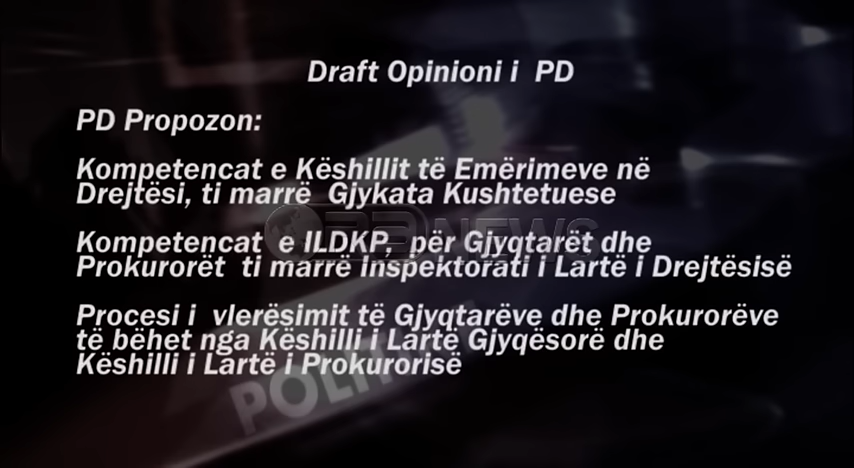 Draft Opinioni i PD
PD Propozon:
Kompetencat e Këshillit të Emërimeve në
Drejtësi, ti marrë Gjykata Kushtetuese
Kompetencat e ILDKP, për Gjyqtarët dhe
Prokurorët ti marrë Inspektorati i Lartë i Drejtësisë
Procesi i vlerësimit të Gjyqtarëve dhe Prokurorëve
të bëhet nga Këshilli i Lartë Gjyqësorë dhe
Këshilli i Lartë i Prokurorisë
NEWS